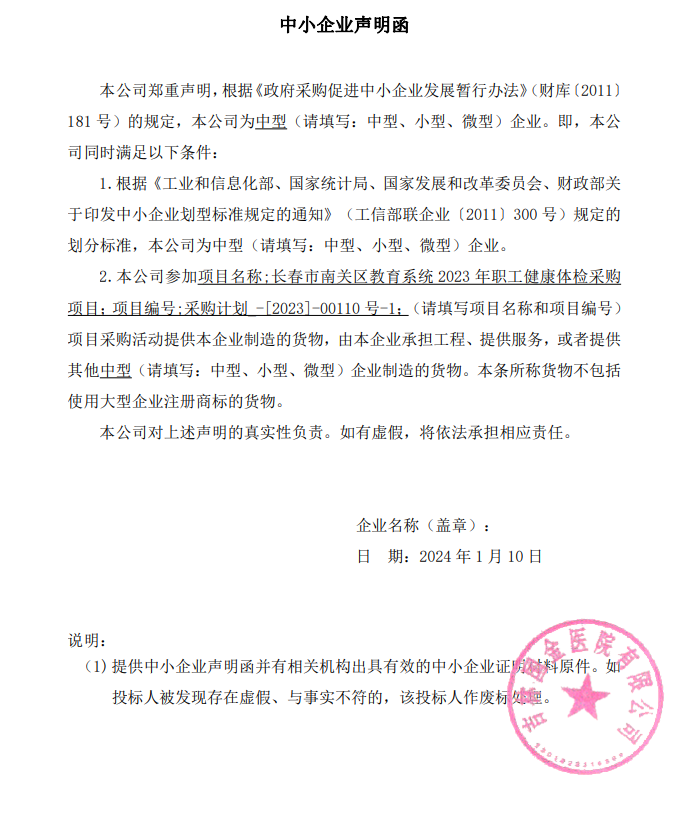 中小企业声明函
本公司郑重声明，根据《政府采购促进中小企业发展暂行办法》（财库〔2011〕
181 号）的规定，本公司为中型（请填写：中型、小型、微型）企业。即，本公
司同时满足以下条件：
1.根据《工业和信息化部、国家统计局、国家发展和改革委员会、财政部关
于印发中小企业划型标准规定的通知》（工信部联企业〔2011〕300 号）规定的
划分标准，本公司为中型（请填写：中型、小型、微型）企业。
2.本公司参加项目名称;长春市南关区教育系统 2023 年职工健康体检采购
项目；项目编号;采购计划_-[2023]-00110 号-1；（请填写项目名称和项目编号）
项目采购活动提供本企业制造的货物，由本企业承担工程、提供服务，或者提供
其他中型（请填写：中型、小型、微型）企业制造的货物。本条所称货物不包括
使用大型企业注册商标的货物。
本公司对上述声明的真实性负责。如有虚假，将依法承担相应责任。
企业名称（盖章）：
日 期：2024 年 1 月 10 日
说明：
（1）提供中小企业声明函并有相关机构出具有效的中小企业证明材料原件。如
投标人被发现存在虚假、与事实不符的，该投标人作废标处理。
吉林国金医院有限公司